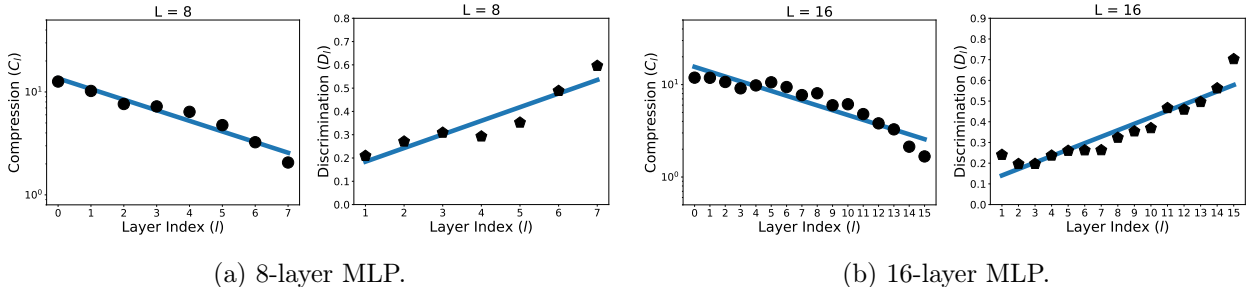 L = 8
Compression (C_l)
10^1
10^0
0 1 2 3 4 5 6 7
Layer Index (l)
L = 8
Discrimination (D_l)
0.8
0.7
0.6
0.5
0.4
0.3
0.2
0.1
0.0
1 2 3 4 5 6 7
Layer Index (l)
(a) 8-layer MLP.
L = 16
Compression (C_l)
10^1
10^0
0 1 2 3 4 5 6 7 8 9 10 11 12 13 14 15
Layer Index (l)
L = 16
Discrimination (D_l)
0.9
0.8
0.7
0.6
0.5
0.4
0.3
0.2
0.1
0.0
1 2 3 4 5 6 7 8 9 10 11 12 13 14 15
Layer Index (l)
(b) 16-layer MLP.